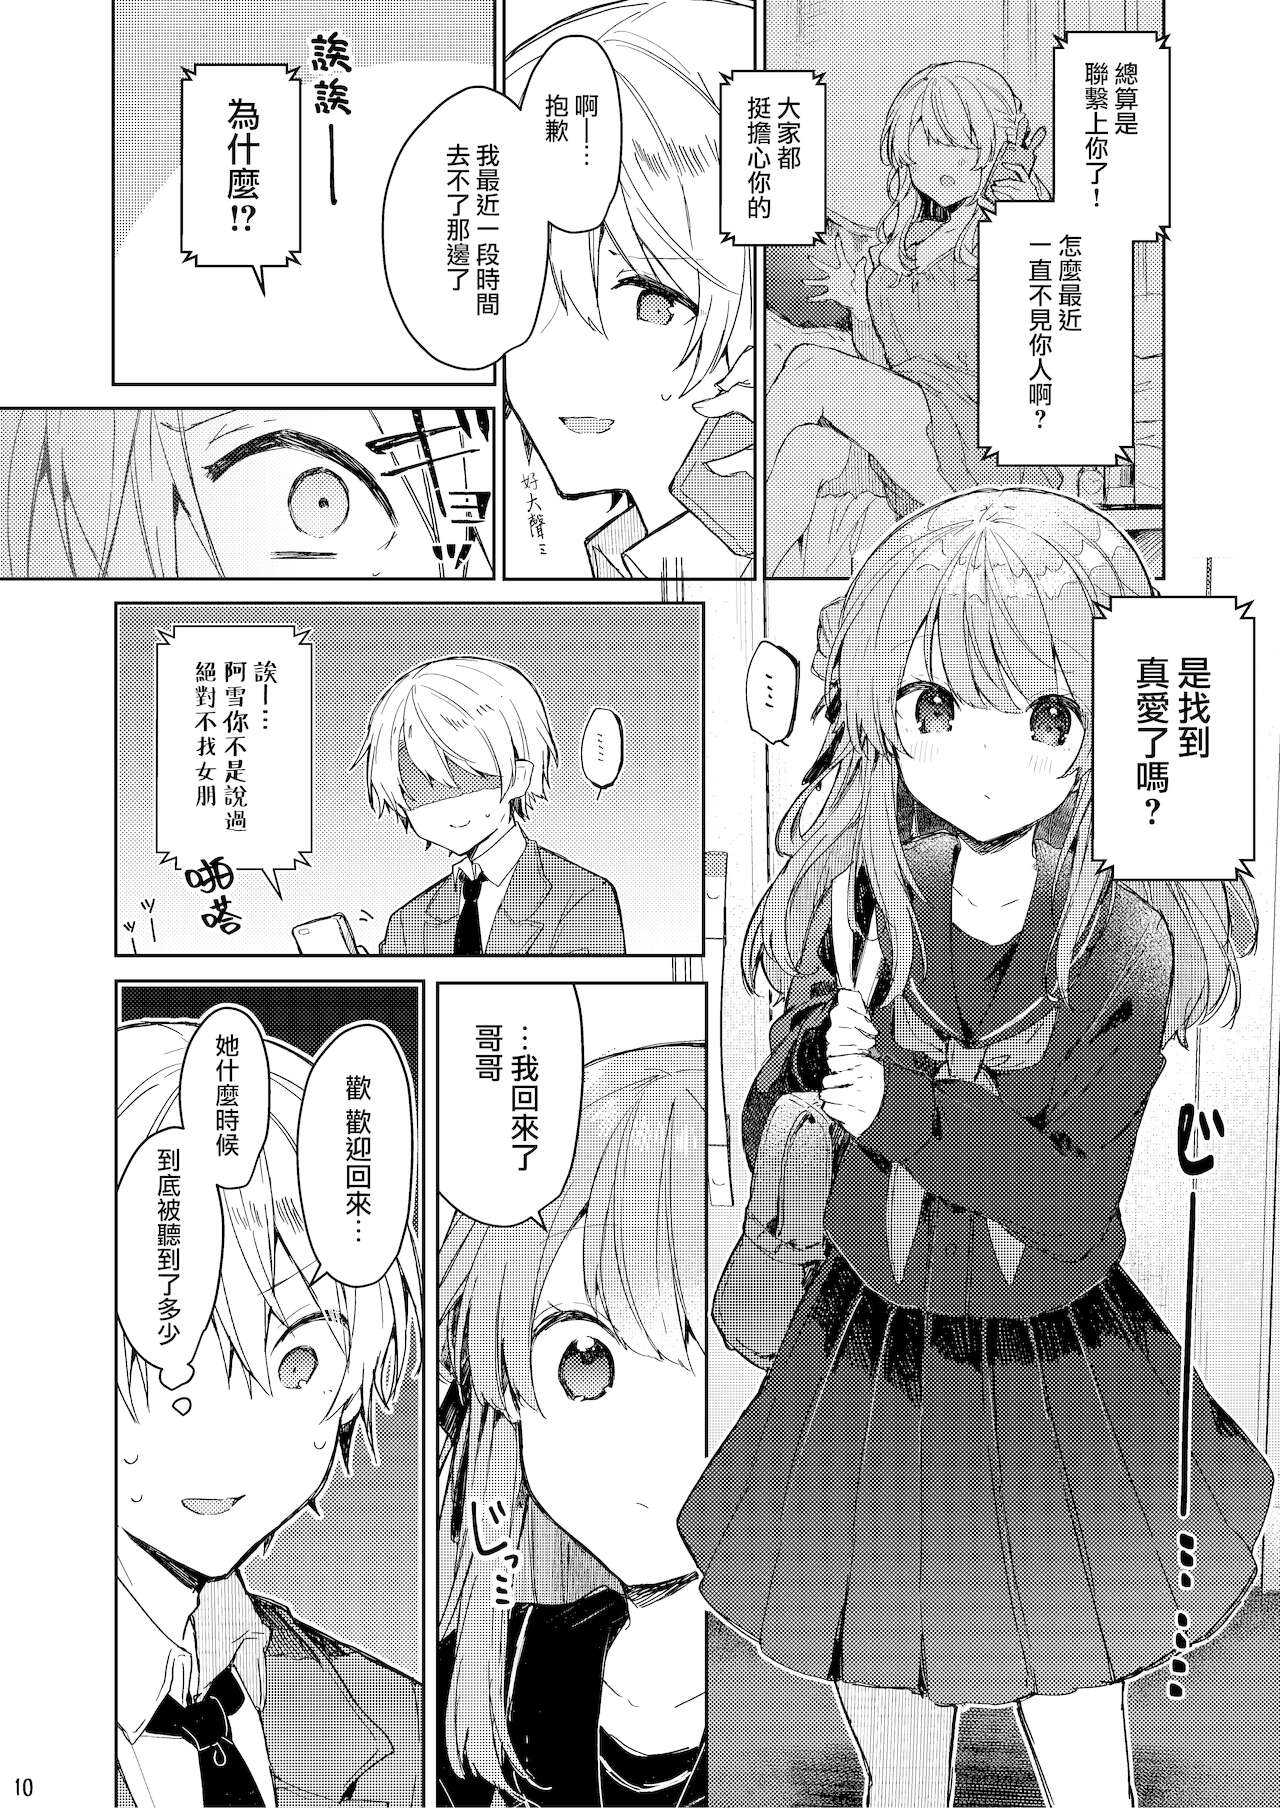 總算是
聯繫上你了！
怎麼最近
一直不見你人啊？
大家都
挺擔心你的
啊——…
抱歉
我最近一段時間
去不了那邊了
好大聲
誒誒——
為什麼!?
是找到
真愛了嗎？
誒—…
阿雪你不是說過
絕對不找女朋
啪嗒
じー
…我回來了
哥哥
じっ
歡 歡迎回來…
她什麼時候
到底被聽到了多少
10